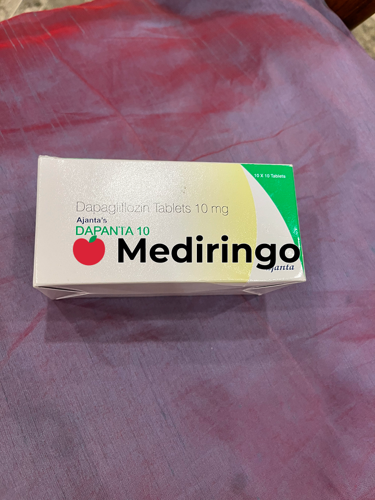 10 X 10 Tablets
Dapagliflozin Tablets 10 mg
Ajanta's
DAPANTA 10
Mediringo
ajanta